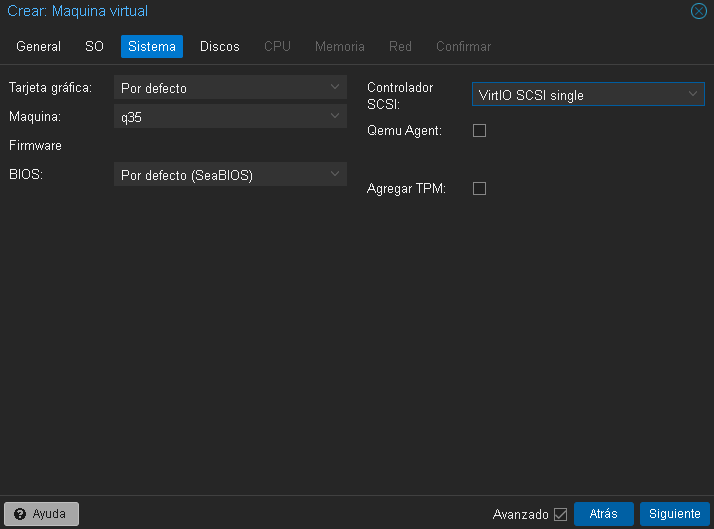 Crear: Maquina virtual
General SO Sistema Discos CPU Memoria Red Confirmar
Tarjeta gráfica: Por defecto
Controlador SCSI: VirtIO SCSI single
Maquina: q35
Qemu Agent:
Firmware
BIOS: Por defecto (SeaBIOS)
Agregar TPM:
Ayuda Avanzado Atrás Siguiente